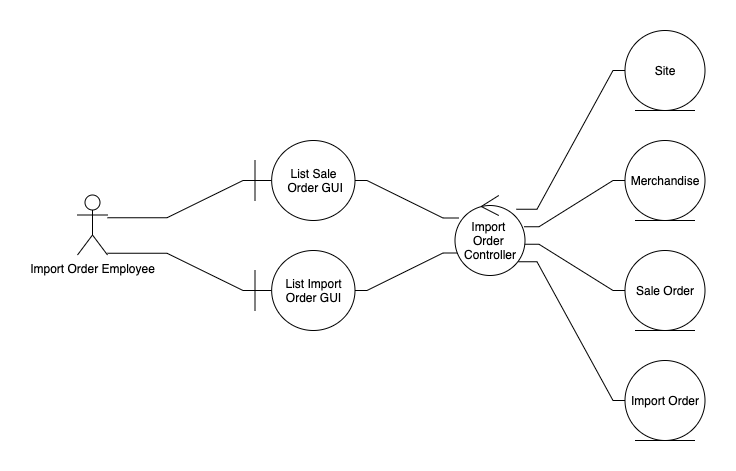 Site
List Sale
Order GUI
Merchandise
Import
Order
Controller
Import Order Employee
List Import
Order GUI
Sale Order
Import Order